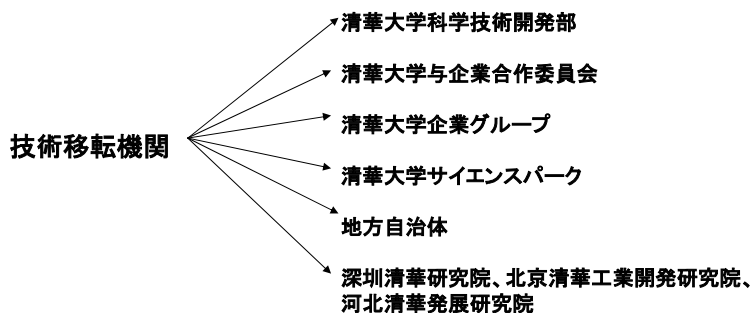 清華大学科学技術開発部
清華大学与企業合作委員会
清華大学企業グループ
技術移転機関
清華大学サイエンスパーク
地方自治体
深圳清華研究院、北京清華工業開発研究院、
河北清華発展研究院